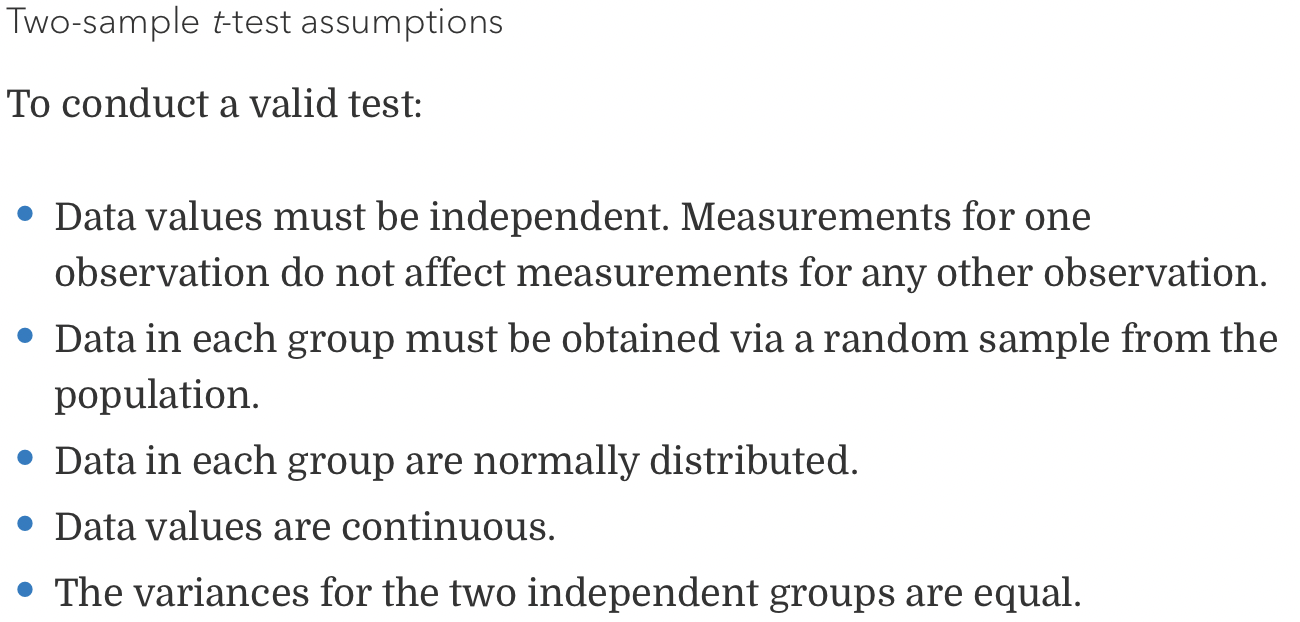 Two-sample t-test assumptions
To conduct a valid test:
• Data values must be independent. Measurements for one
observation do not affect measurements for any other observation.
• Data in each group must be obtained via a random sample from the
population.
• Data in each group are normally distributed.
• Data values are continuous.
• The variances for the two independent groups are equal.